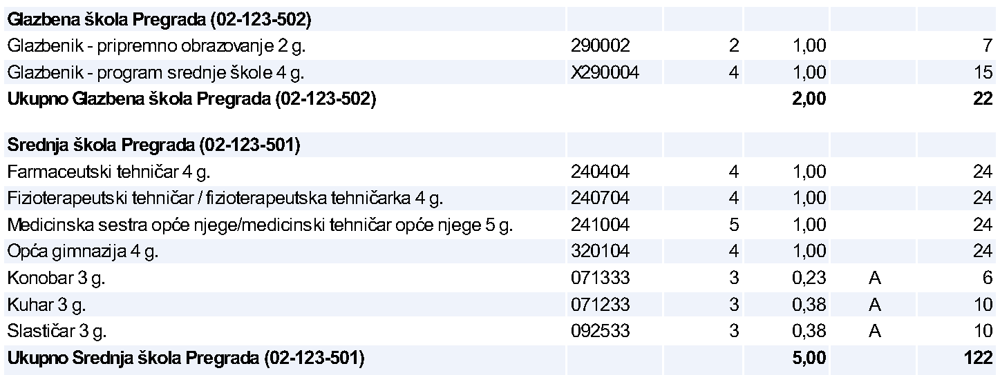 Glazbena škola Pregrada (02-123-502)
Glazbenik - pripremno obrazovanje 2 g. 290002 2 1,00 7
Glazbenik - program srednje škole 4 g. X290004 4 1,00 15
Ukupno Glazbena škola Pregrada (02-123-502) 2,00 22
Srednja škola Pregrada (02-123-501)
Farmaceutski tehničar 4 g. 240404 4 1,00 24
Fizioterapeutski tehničar / fizioterapeutska tehničarka 4 g. 240704 4 1,00 24
Medicinska sestra opće njege/medicinski tehničar opće njege 5 g. 241004 5 1,00 24
Opća gimnazija 4 g. 320104 4 1,00 24
Konobar 3 g. 071333 3 0,23 A 6
Kuhar 3 g. 071233 3 0,38 A 10
Slastičar 3 g. 092533 3 0,38 A 10
Ukupno Srednja škola Pregrada (02-123-501) 5,00 122